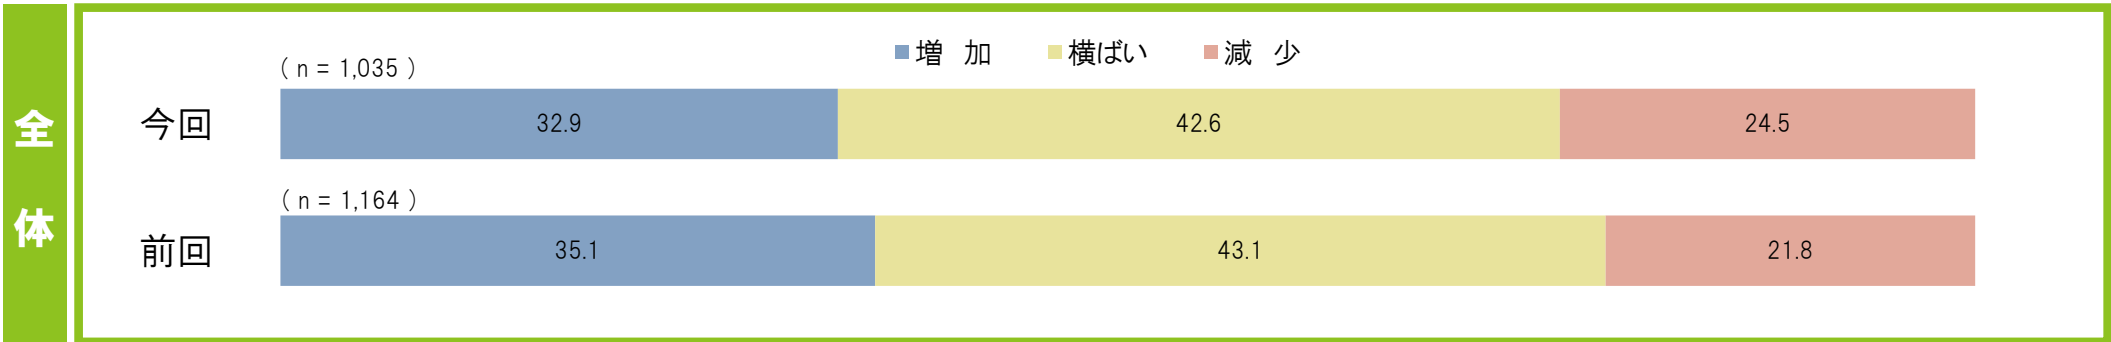 全体
増 加 横ばい 減 少
( n = 1,035 )
今回 32.9 42.6 24.5
( n = 1,164 )
前回 35.1 43.1 21.8